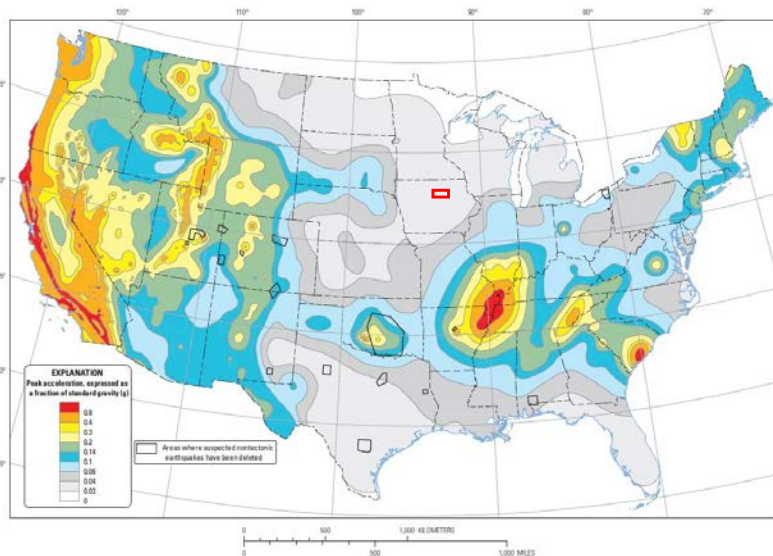 120°
110°
100°
90°
80°
70°
EXPLANATION
Peak acceleration, expressed as
a fraction of standard gravity (g)
0.8
0.4
0.3
0.2
0.14
0.1
0.06
0.04
0.02
0
Areas where suspected nontectonic
earthquakes have been deleted
0 500 1,000 KILOMETERS
0 500 1,000 MILES